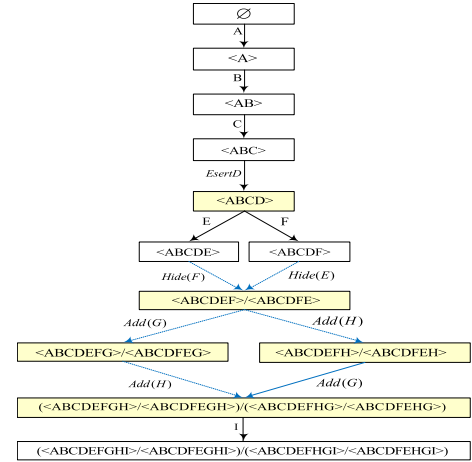 ∅
A
<A>
B
<AB>
C
<ABC>
EsertD
<ABCD>
E F
<ABCDE> <ABCDF>
Hide(F) Hide(E)
<ABCDEF>/<ABCDFE>
Add(G) Add(H)
<ABCDEFG>/<ABCDFEG> <ABCDEFH>/<ABCDFEH>
Add(H) Add(G)
(<ABCDEFGH>/<ABCDFEGH>)/(<ABCDEFHG>/<ABCDFEHG>)
I
(<ABCDEFGHI>/<ABCDFEGHI>)/(<ABCDEFHGI>/<ABCDFEHGI>)